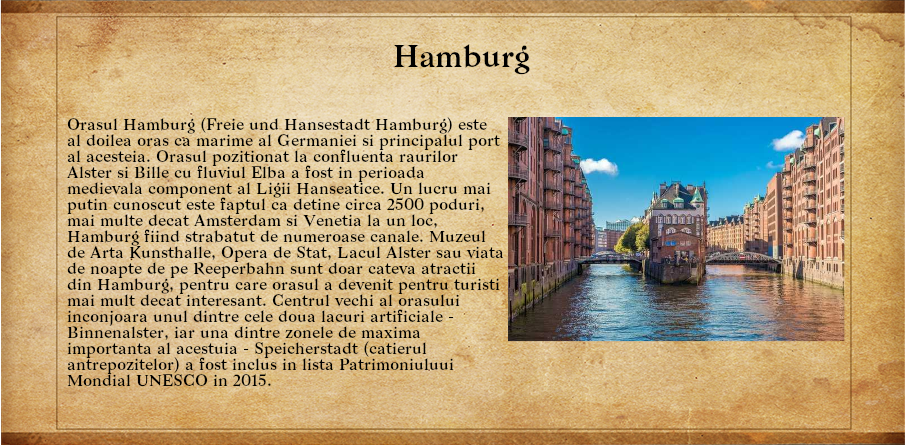 Hamburg
Orasul Hamburg (Freie und Hansestadt Hamburg) este
al doilea oras ca marime al Germaniei si principalul port
al acesteia. Orasul pozitionat la confluenta raurilor
Alster si Bille cu fluviul Elba a fost in perioada
medievala component al Ligii Hanseatice. Un lucru mai
putin cunoscut este faptul ca detine circa 2500 poduri,
mai multe decat Amsterdam si Venetia la un loc,
Hamburg fiind strabatut de numeroase canale. Muzeul
de Arta Kunsthalle, Opera de Stat, Lacul Alster sau viata
de noapte de pe Reeperbahn sunt doar cateva atractii
din Hamburg, pentru care orasul a devenit pentru turisti
mai mult decat interesant. Centrul vechi al orasului
inconjoara unul dintre cele doua lacuri artificiale -
Binnenalster, iar una dintre zonele de maxima
importanta al acestuia - Speicherstadt (catierul
antrepozitelor) a fost inclus in lista Patrimoniuluui
Mondial UNESCO in 2015.